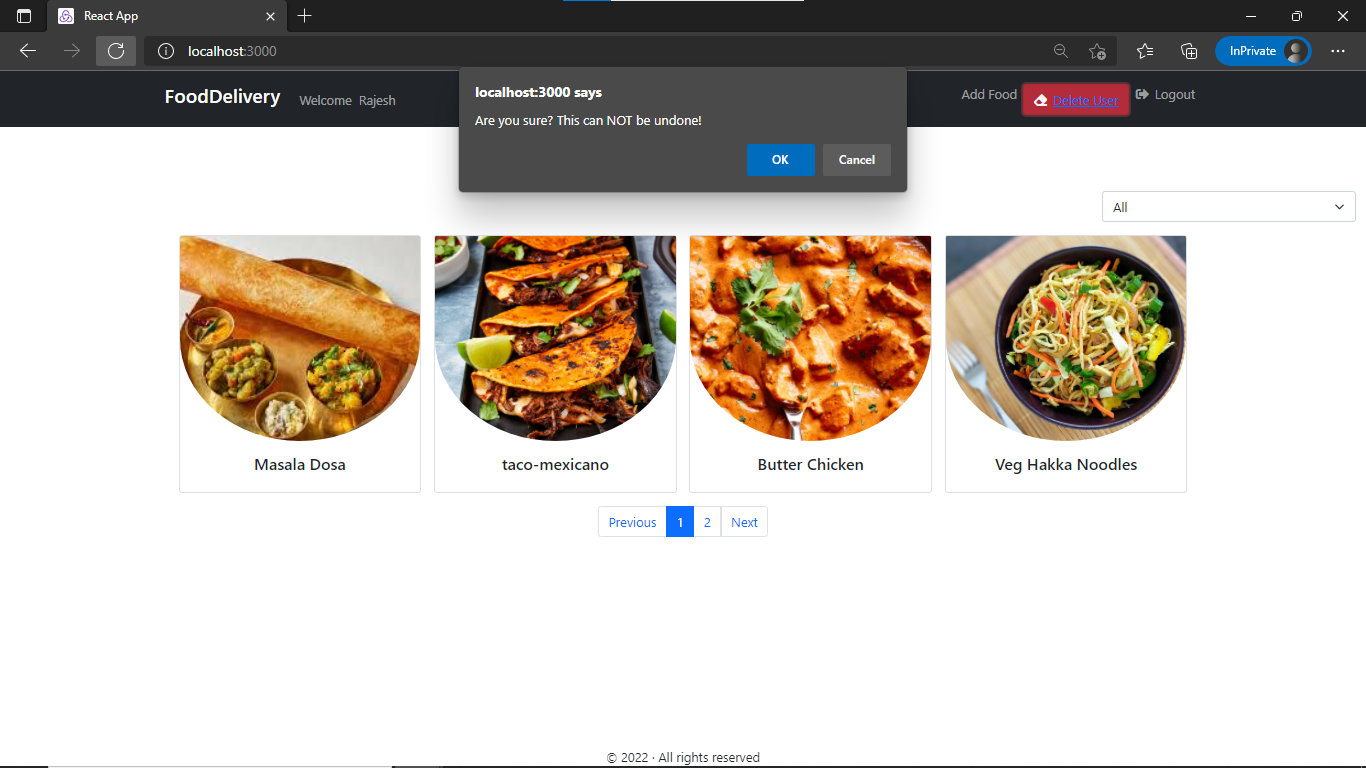 React App
localhost:3000
InPrivate
FoodDelivery
Welcome Rajesh
localhost:3000 says
Are you sure? This can NOT be undone!
OK
Cancel
Add Food
Delete User
Logout
All
Masala Dosa
taco-mexicano
Butter Chicken
Veg Hakka Noodles
Previous 1 2 Next
© 2022 · All rights reserved